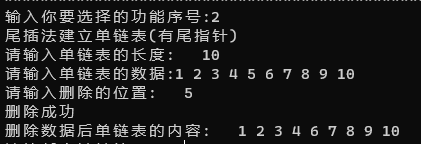 输入你要选择的功能序号:2
尾插法建立单链表(有尾指针)
请输入单链表的长度:  10
请输入单链表的数据:1 2 3 4 5 6 7 8 9 10
请输入删除的位置:  5
删除成功
删除数据后单链表的内容:  1 2 3 4 6 7 8 9 10